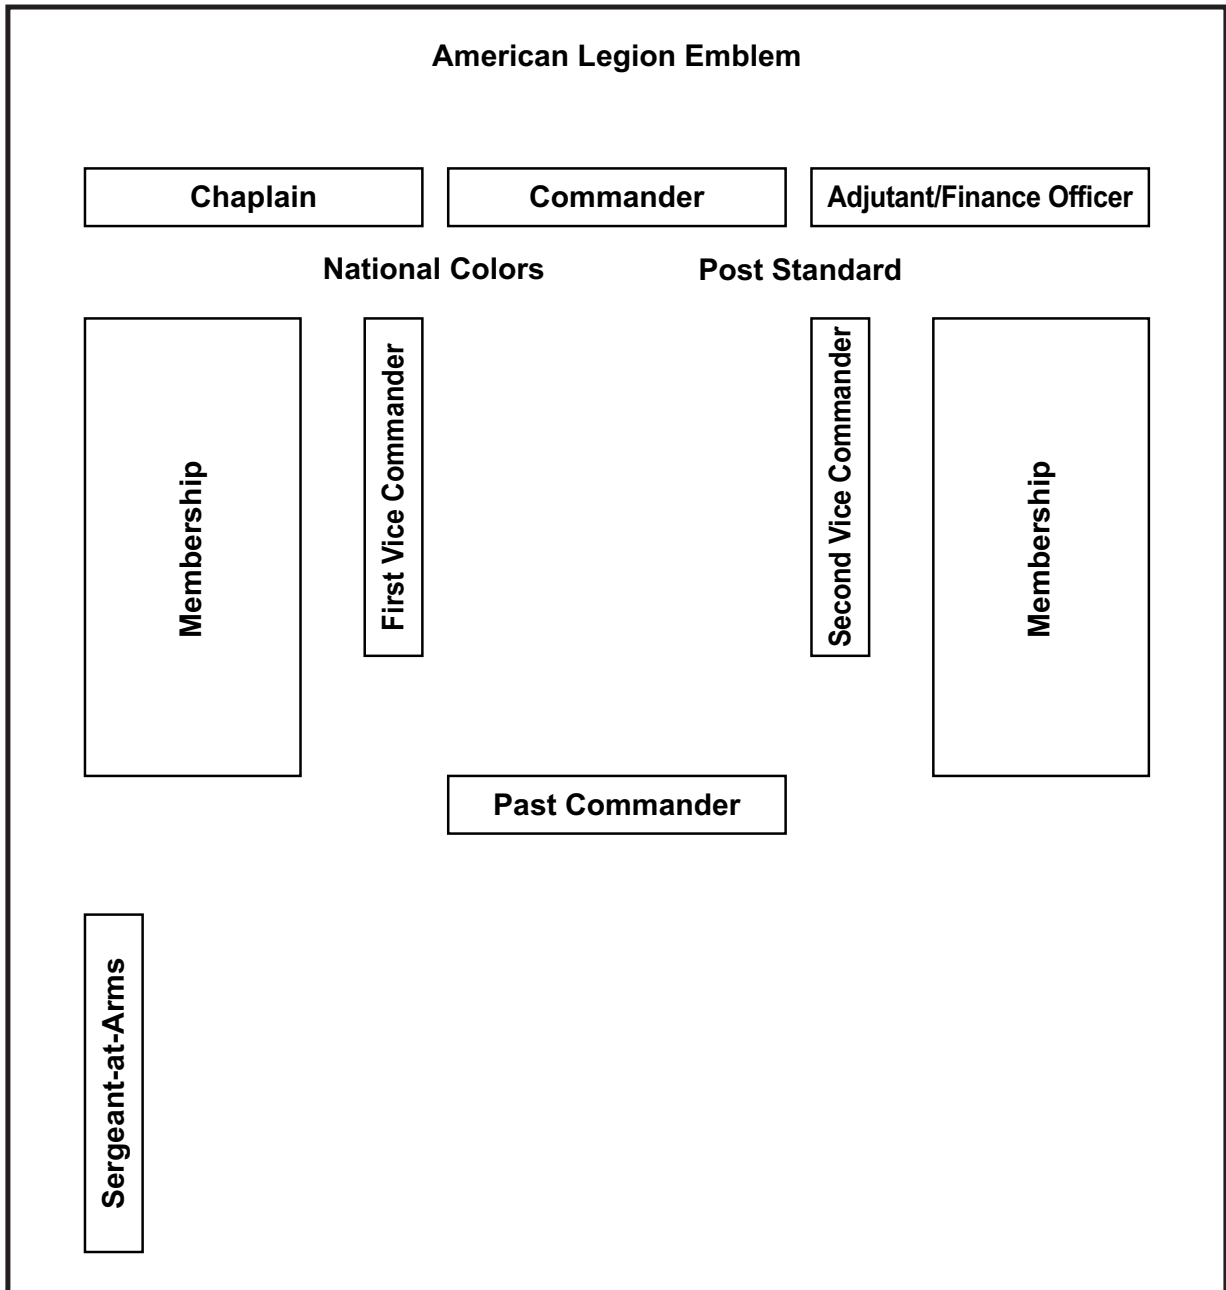 American Legion Emblem
Chaplain
Commander
Adjutant/Finance Officer
National Colors
Post Standard
Membership
First Vice Commander
Second Vice Commander
Membership
Past Commander
Sergeant-at-Arms